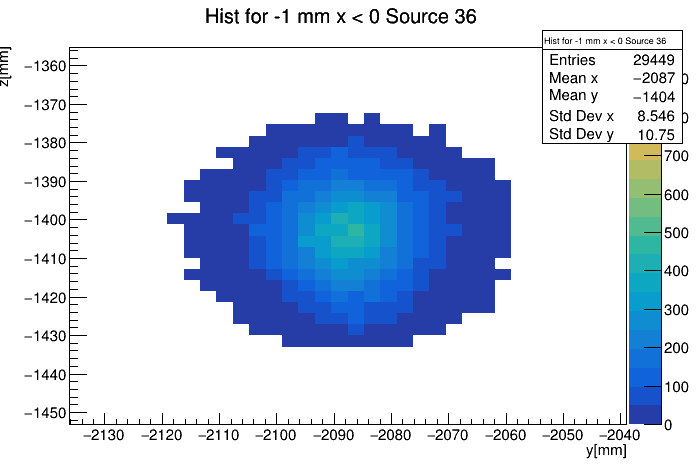 Hist for -1 mm x < 0 Source 36
z[mm]
Hist for -1 mm x < 0 Source 36
Entries 29449
Mean x −2087
Mean y −1404
Std Dev x 8.546
Std Dev y 10.75
−1360
−1370
−1380
−1390
−1400
−1410
−1420
−1430
−1440
−1450
700
600
500
400
300
200
100
0
−2130 −2120 −2110 −2100 −2090 −2080 −2070 −2060 −2050 −2040
y[mm]